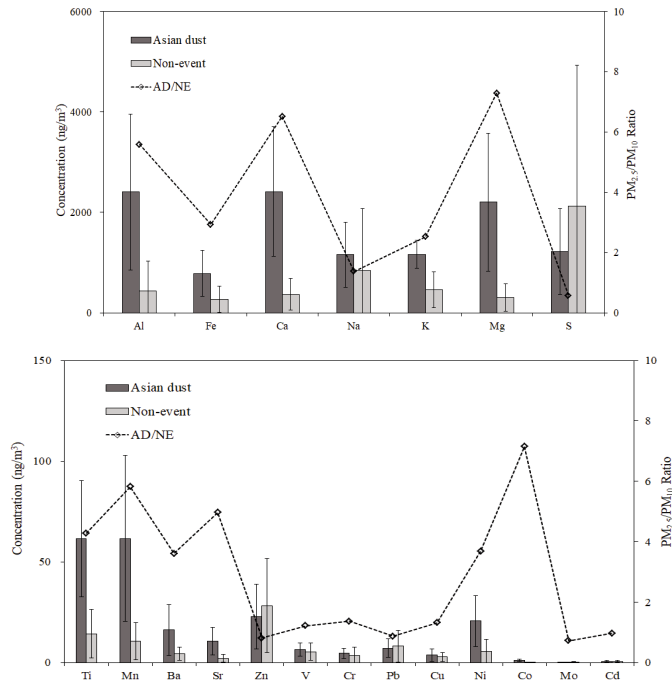 6000
4000
2000
0
Concentration (ng/m³)
Asian dust
Non-event
AD/NE
10
8
6
4
2
0
PM₂.₅/PM₁₀ Ratio
Al Fe Ca Na K Mg S
150
100
50
0
Concentration (ng/m³)
Asian dust
Non-event
AD/NE
10
8
6
4
2
0
PM₂.₅/PM₁₀ Ratio
Ti Mn Ba Sr Zn V Cr Pb Cu Ni Co Mo Cd